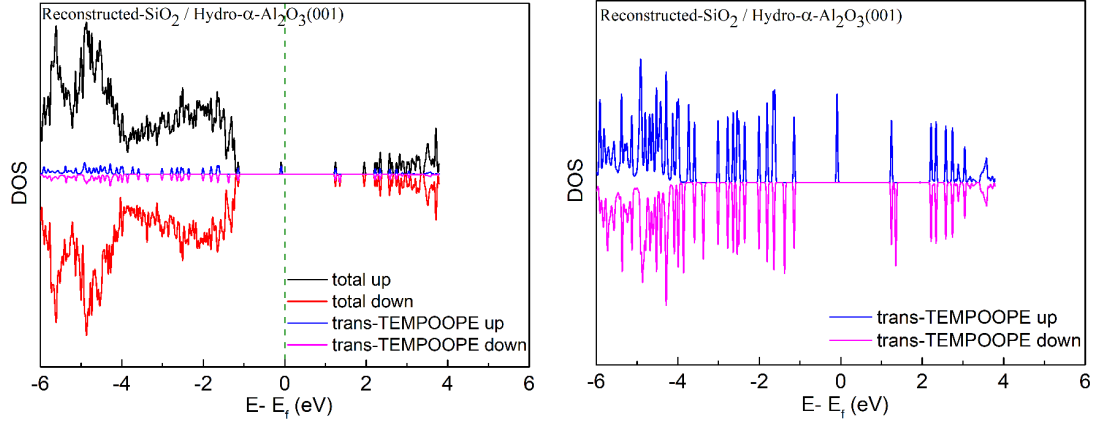 Reconstructed-SiO2 / Hydro-α-Al2O3(001)
DOS
total up
total down
trans-TEMPOOPE up
trans-TEMPOOPE down
-6 -4 -2 0 2 4 6
E- Ef (eV)
Reconstructed-SiO2 / Hydro-α-Al2O3(001)
DOS
trans-TEMPOOPE up
trans-TEMPOOPE down
-6 -4 -2 0 2 4 6
E- Ef (eV)